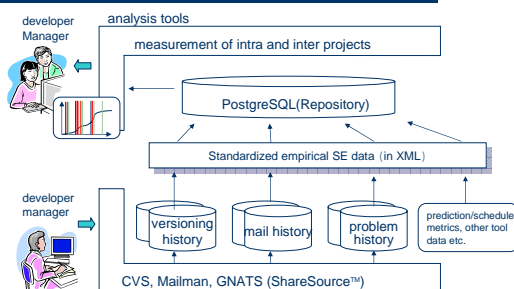 developer
Manager
analysis tools
measurement of intra and inter projects
PostgreSQL(Repository)
Standardized empirical SE data (in XML)
developer
manager
versioning
history
mail history
problem
history
prediction/schedule
metrics, other tool
data etc.
CVS, Mailman, GNATS (ShareSource™)